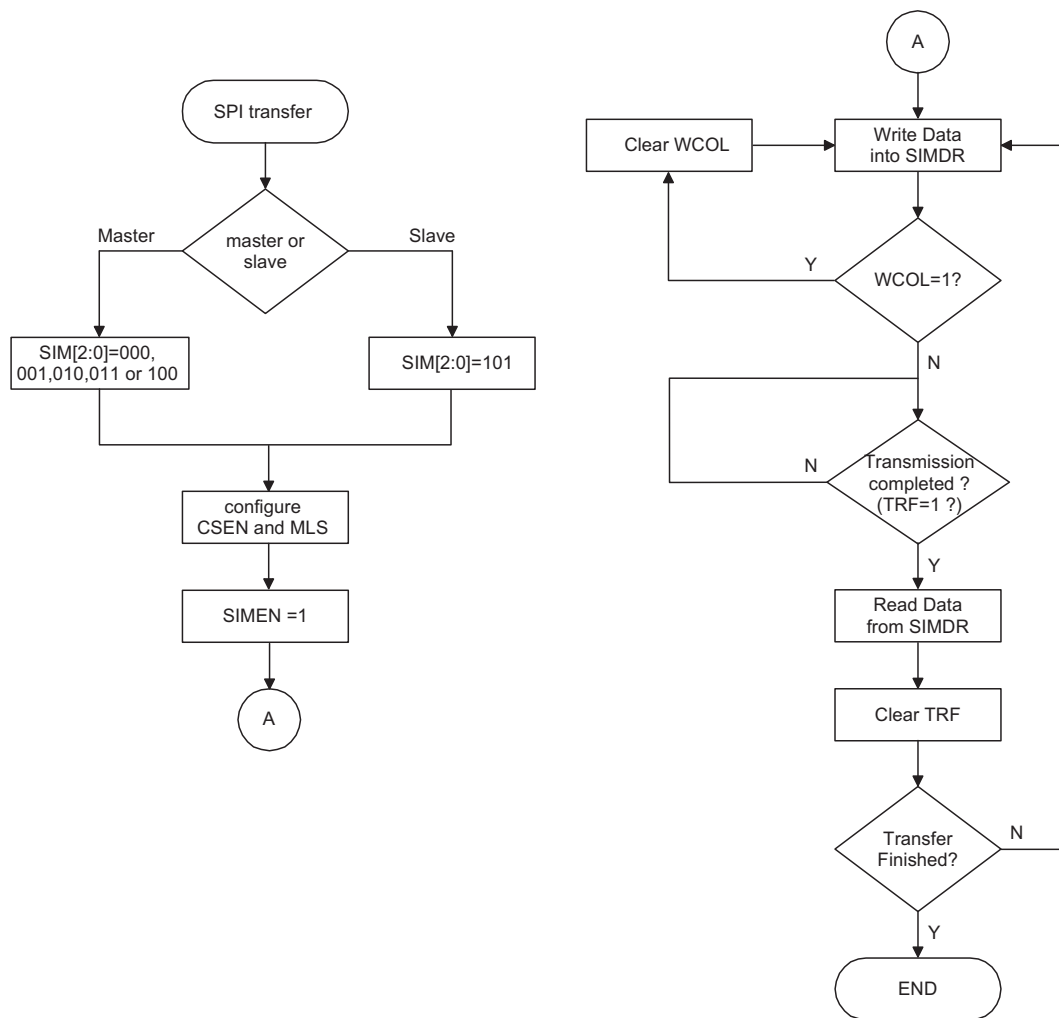 SPI transfer
master or
slave
Master
Slave
SIM[2:0]=000,
001,010,011 or 100
SIM[2:0]=101
configure
CSEN and MLS
SIMEN =1
A
A
Write Data
into SIMDR
Clear WCOL
WCOL=1?
Y
N
Transmission
completed ?
(TRF=1 ?)
N
Y
Read Data
from SIMDR
Clear TRF
Transfer
Finished?
N
Y
END